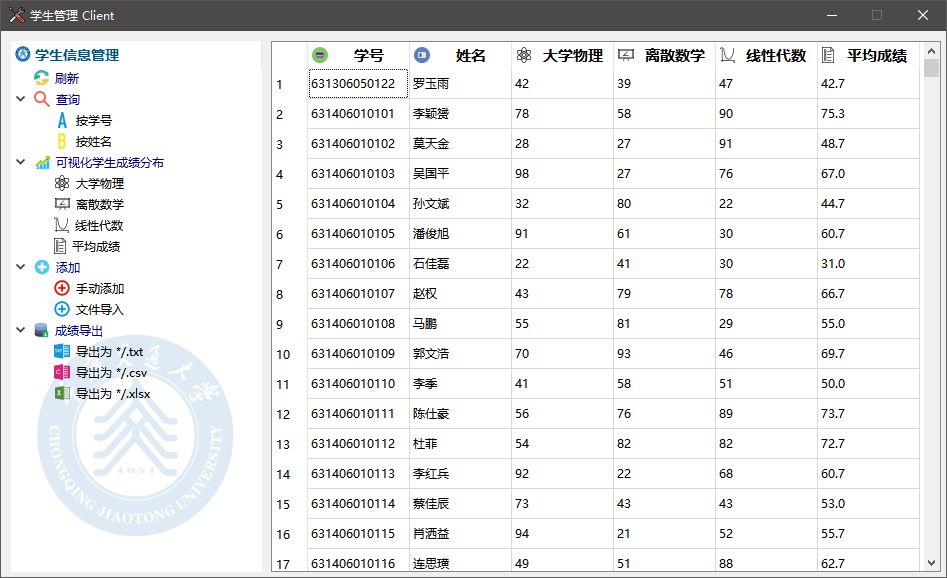 学生管理 Client
学生信息管理
刷新
查询
A 按学号
B 按姓名
可视化学生成绩分布
大学物理
离散数学
线性代数
平均成绩
添加
手动添加
文件导入
成绩导出
导出为 */.txt
导出为 */.csv
导出为 */.xlsx
交通大学
1951
CHONGQING JIAOTONG UNIVERSITY
学号 姓名 大学物理 离散数学 线性代数 平均成绩
1 631306050122 罗玉雨 42 39 47 42.7
2 631406010101 李颖赟 78 58 90 75.3
3 631406010102 莫天金 28 27 91 48.7
4 631406010103 吴国平 98 27 76 67.0
5 631406010104 孙文斌 32 80 22 44.7
6 631406010105 潘俊旭 91 61 30 60.7
7 631406010106 石佳磊 22 41 30 31.0
8 631406010107 赵权 43 79 78 66.7
9 631406010108 马鹏 55 81 29 55.0
10 631406010109 郭文浩 70 93 46 69.7
11 631406010110 李季 41 58 51 50.0
12 631406010111 陈仕豪 56 76 89 73.7
13 631406010112 杜菲 54 82 82 72.7
14 631406010113 李红兵 92 22 68 60.7
15 631406010114 蔡佳辰 73 43 43 53.0
16 631406010115 肖洒益 94 21 52 55.7
17 631406010116 连思璜 49 51 88 62.7